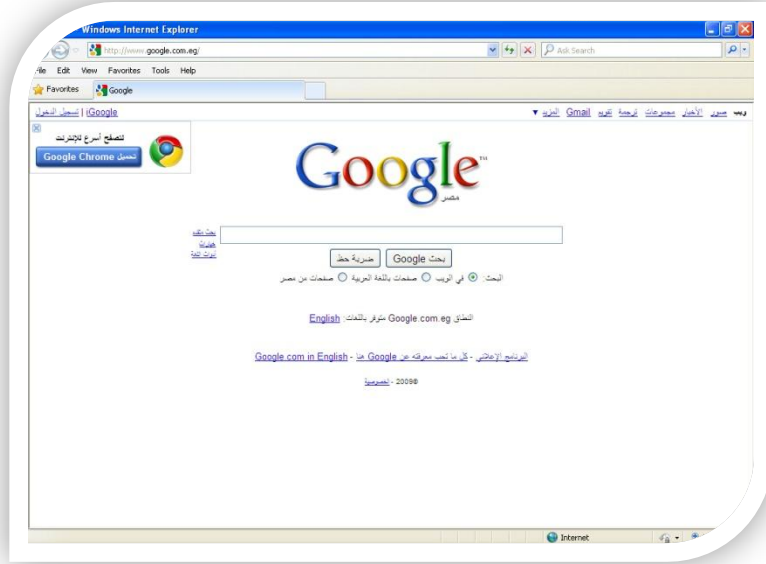 Windows Internet Explorer
http://www.google.com.eg/
Ask Search
File Edit View Favorites Tools Help
Favorites Google
ويب صور الأخبار مجموعات ترجمة تقويم Gmail المزيد ▼
iGoogle | تسجيل الدخول
لتصفح أسرع للإنترنت
تحميل Google Chrome
Google™
مصر
بحث متقدم
خيارات
أدوات اللغة
بحث Google ضربة حظ
البحث: في الويب صفحات باللغة العربية صفحات من مصر
النطاق Google.com.eg متوفر باللغات: English
البرنامج الإعلاني - كل ما تحب معرفته عن Google هنا - Google.com in English
©2009 - خصوصية
Internet